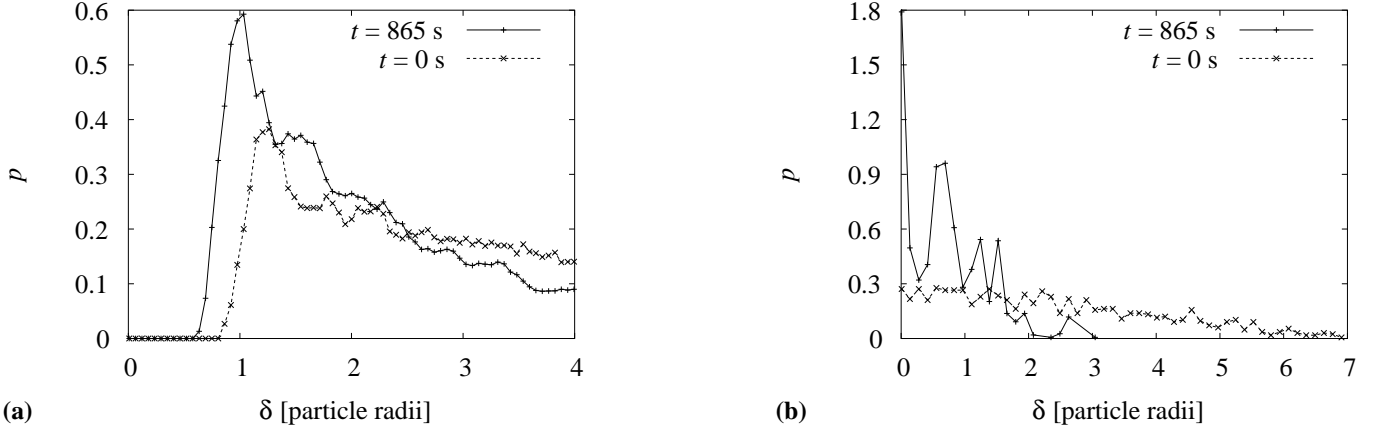 0.6
0.5
0.4
0.3
0.2
0.1
0
p
0 1 2 3 4
t = 865 s
t = 0 s
(a) δ [particle radii]
1.8
1.5
1.2
0.9
0.6
0.3
0
p
0 1 2 3 4 5 6 7
t = 865 s
t = 0 s
(b) δ [particle radii]